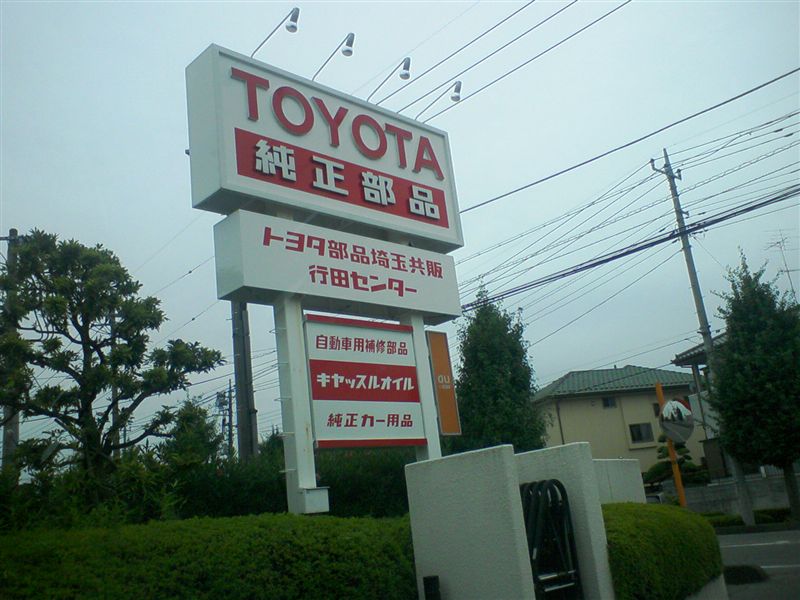 TOYOTA
純正部品
トヨタ部品埼玉共販
行田センター
自動車用補修部品
キヤッスルオイル
純正カー用品
au